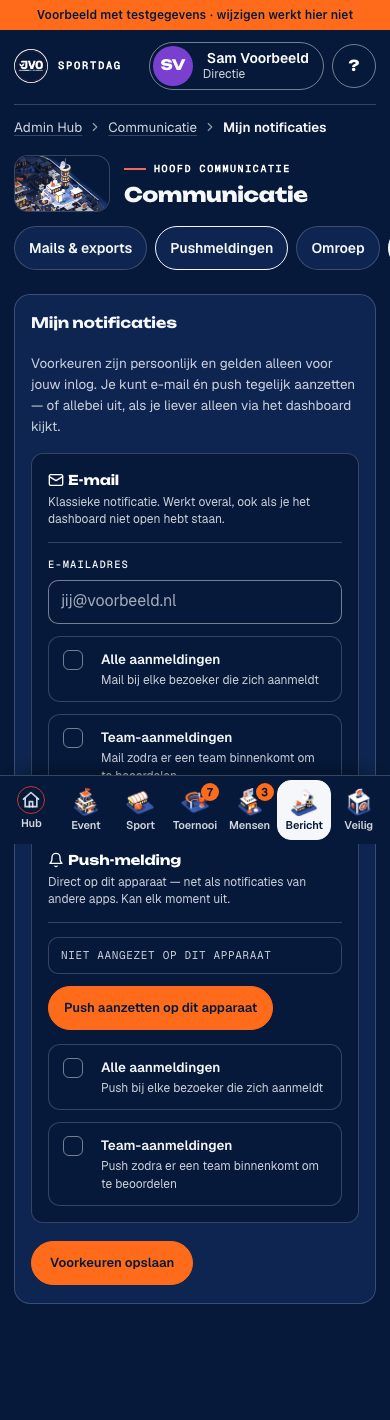 Voorbeeld met testgegevens · wijzigen werkt hier niet
JVO SPORTDAG
SV Sam Voorbeeld
Directie
?
Admin Hub > Communicatie > Mijn notificaties
HOOFD COMMUNICATIE
Communicatie
Mails & exports
Pushmeldingen
Omroep
Mijn notificaties
Voorkeuren zijn persoonlijk en gelden alleen voor
jouw inlog. Je kunt e-mail én push tegelijk aanzetten
— of allebei uit, als je liever alleen via het dashboard
kijkt.
E-mail
Klassieke notificatie. Werkt overal, ook als je het
dashboard niet open hebt staan.
E-MAILADRES
jij@voorbeeld.nl
Alle aanmeldingen
Mail bij elke bezoeker die zich aanmeldt
Team-aanmeldingen
Mail zodra er een team binnenkomt om
te beoordelen
Hub
Event
Sport
7
Toernooi
3
Mensen
Bericht
Veilig
Push-melding
Direct op dit apparaat — net als notificaties van
andere apps. Kan elk moment uit.
NIET AANGEZET OP DIT APPARAAT
Push aanzetten op dit apparaat
Alle aanmeldingen
Push bij elke bezoeker die zich aanmeldt
Team-aanmeldingen
Push zodra er een team binnenkomt om
te beoordelen
Voorkeuren opslaan